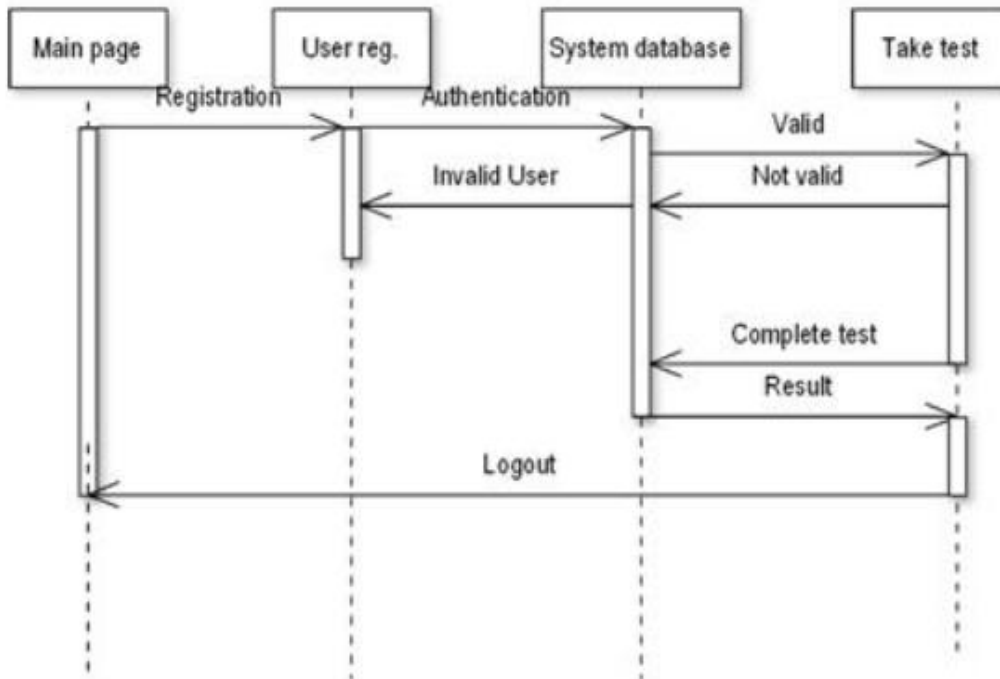 Main page
User reg.
System database
Take test
Registration
Authentication
Valid
Invalid User
Not valid
Complete test
Result
Logout